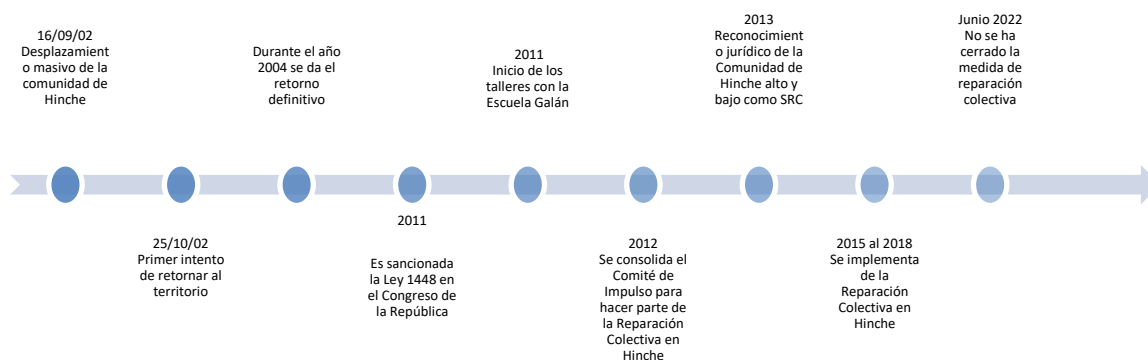 16/09/02
Desplazamient
o masivo de la
comunidad de
Hinche
25/10/02
Primer intento
de retornar al
territorio
Durante el año
2004 se da el
retorno
definitivo
2011
Es sancionada
la Ley 1448 en
el Congreso de
la República
2011
Inicio de los
talleres con la
Escuela Galán
2012
Se consolida el
Comité de
Impulso para
hacer parte de
la Reparación
Colectiva en
Hinche
2013
Reconocimient
o jurídico de la
Comunidad de
Hinche alto y
bajo como SRC
2015 al 2018
Se implementa
de la
Reparación
Colectiva en
Hinche
Junio 2022
No se ha
cerrado la
medida de
reparación
colectiva